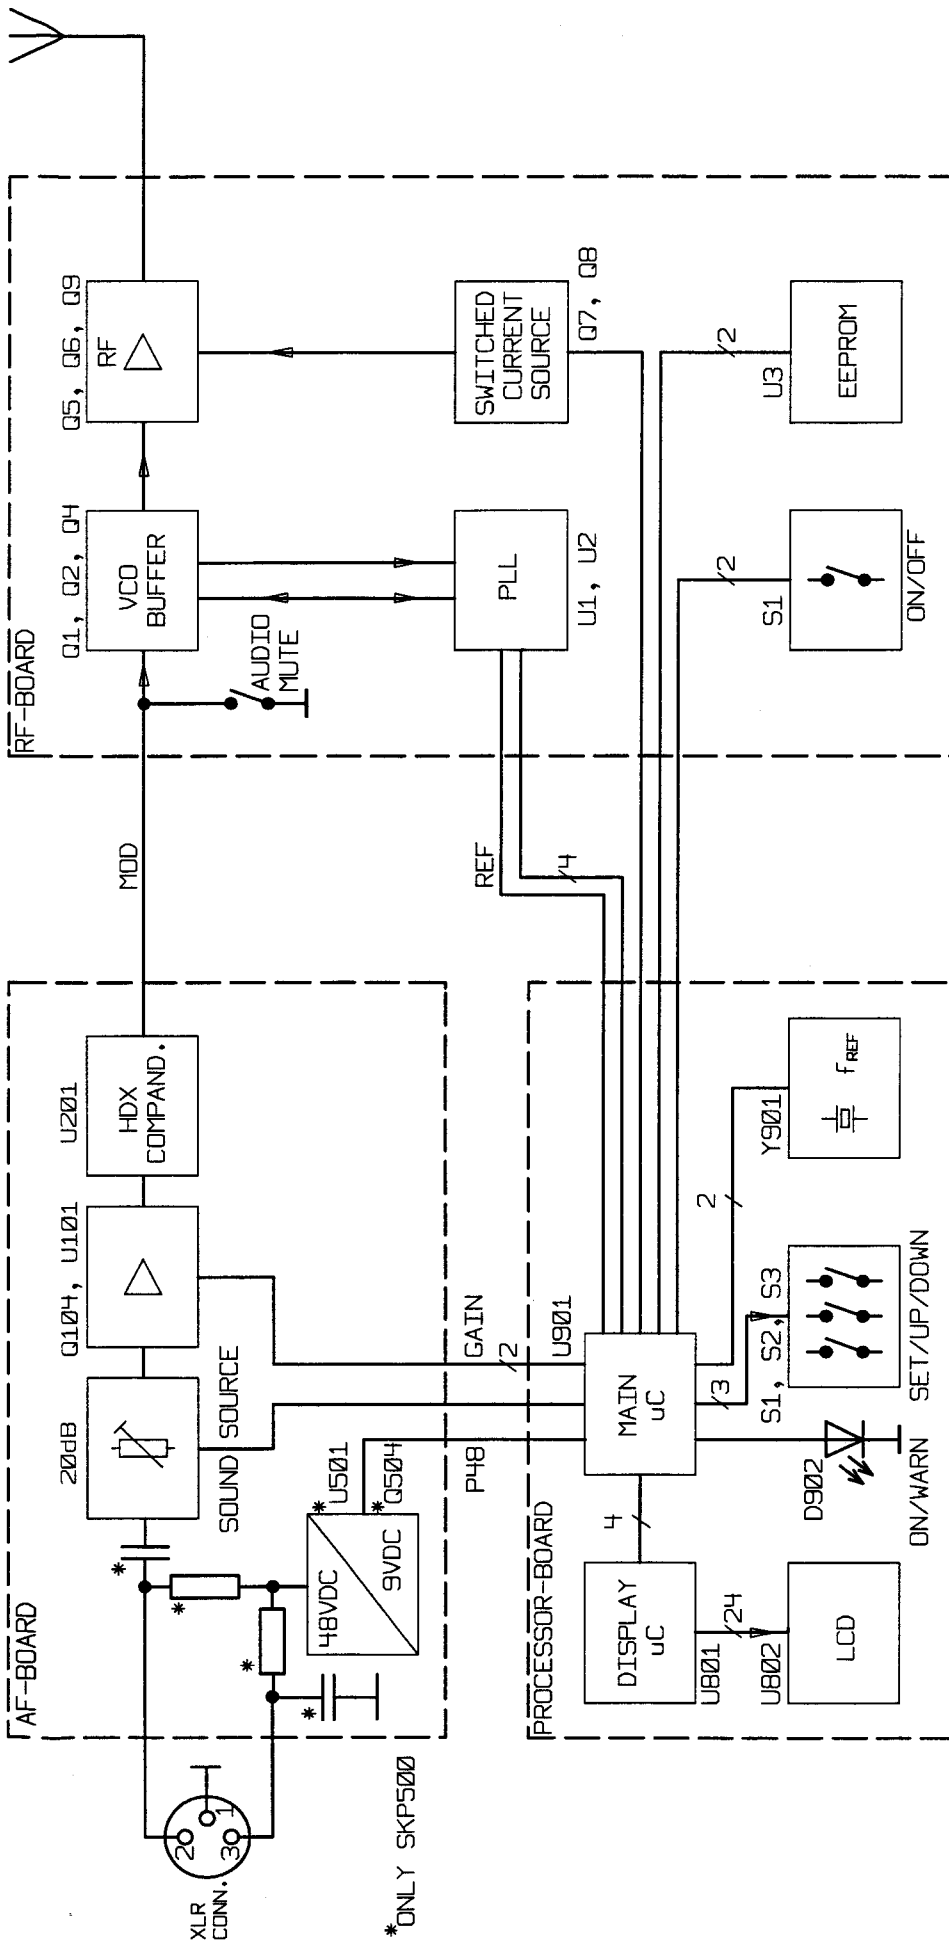 RF-BOARD
Q1, Q2, Q4
VCO
BUFFER
Q5, Q6, Q9
RF
AUDIO
MUTE
PLL
U1, U2
SWITCHED
CURRENT
SOURCE
Q7, Q8
2
S1
ON/OFF
2
U3
EEPROM
MOD
REF
4
AF-BOARD
XLR
CONN.
2
1
3
*
*
*
*
20dB
SOUND SOURCE
Q104, U101
U201
HDX
COMPAND.
48VDC
9VDC
*U501
*Q504
*ONLY SKP500
P48
GAIN
2
PROCESSOR-BOARD
DISPLAY
uC
U801
24
U802
LCD
4
MAIN
uC
U901
D902
ON/WARN
3
S1, S2, S3
SET/UP/DOWN
2
Y901
fREF